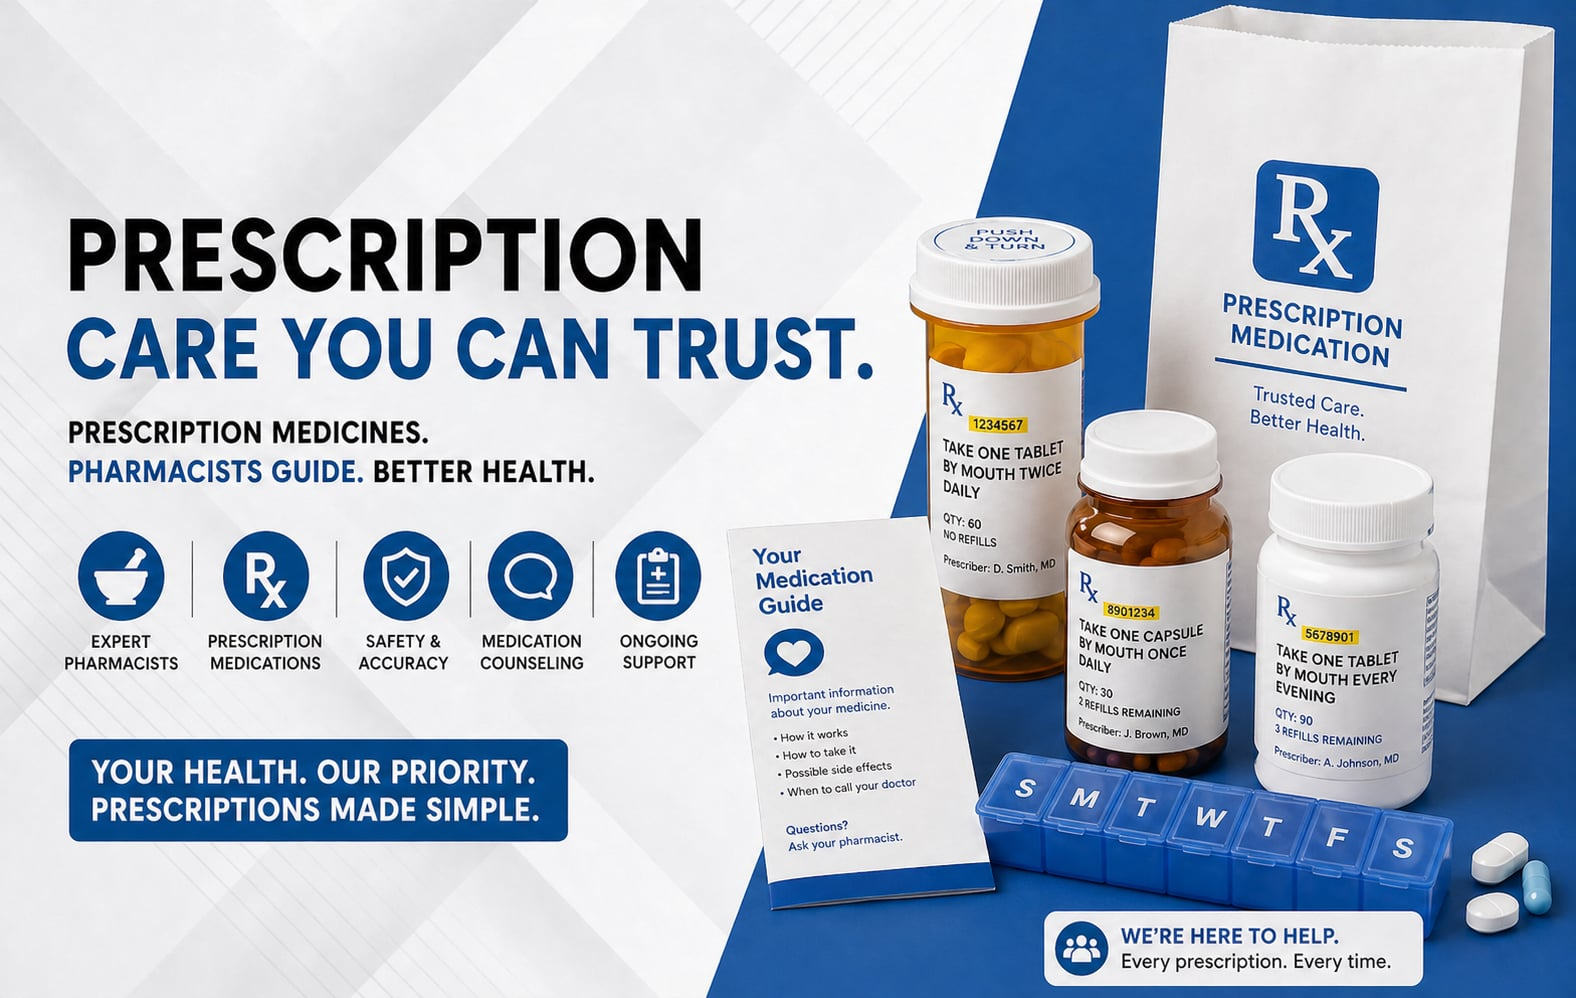 PRESCRIPTION
CARE YOU CAN TRUST.
PRESCRIPTION MEDICINES.
PHARMACISTS GUIDE. BETTER HEALTH.
EXPERT
PHARMACISTS
Rx
PRESCRIPTION
MEDICATIONS
SAFETY &
ACCURACY
MEDICATION
COUNSELING
ONGOING
SUPPORT
YOUR HEALTH. OUR PRIORITY.
PRESCRIPTIONS MADE SIMPLE.
Your
Medication
Guide
Important information
about your medicine.
• How it works
• How to take it
• Possible side effects
• When to call your doctor
Questions?
Ask your pharmacist.
PUSH
DOWN
& TURN
Rx
1234567
TAKE ONE TABLET
BY MOUTH TWICE
DAILY
QTY: 60
NO REFILLS
Prescriber: D. Smith, MD
Rx
8901234
TAKE ONE CAPSULE
BY MOUTH ONCE
DAILY
QTY: 30
2 REFILLS REMAINING
Prescriber: J. Brown, MD
Rx
5678901
TAKE ONE TABLET
BY MOUTH EVERY
EVENING
QTY: 90
3 REFILLS REMAINING
Prescriber: A. Johnson, MD
Rx
PRESCRIPTION
MEDICATION
Trusted Care.
Better Health.
S M T W T F S
WE'RE HERE TO HELP.
Every prescription. Every time.